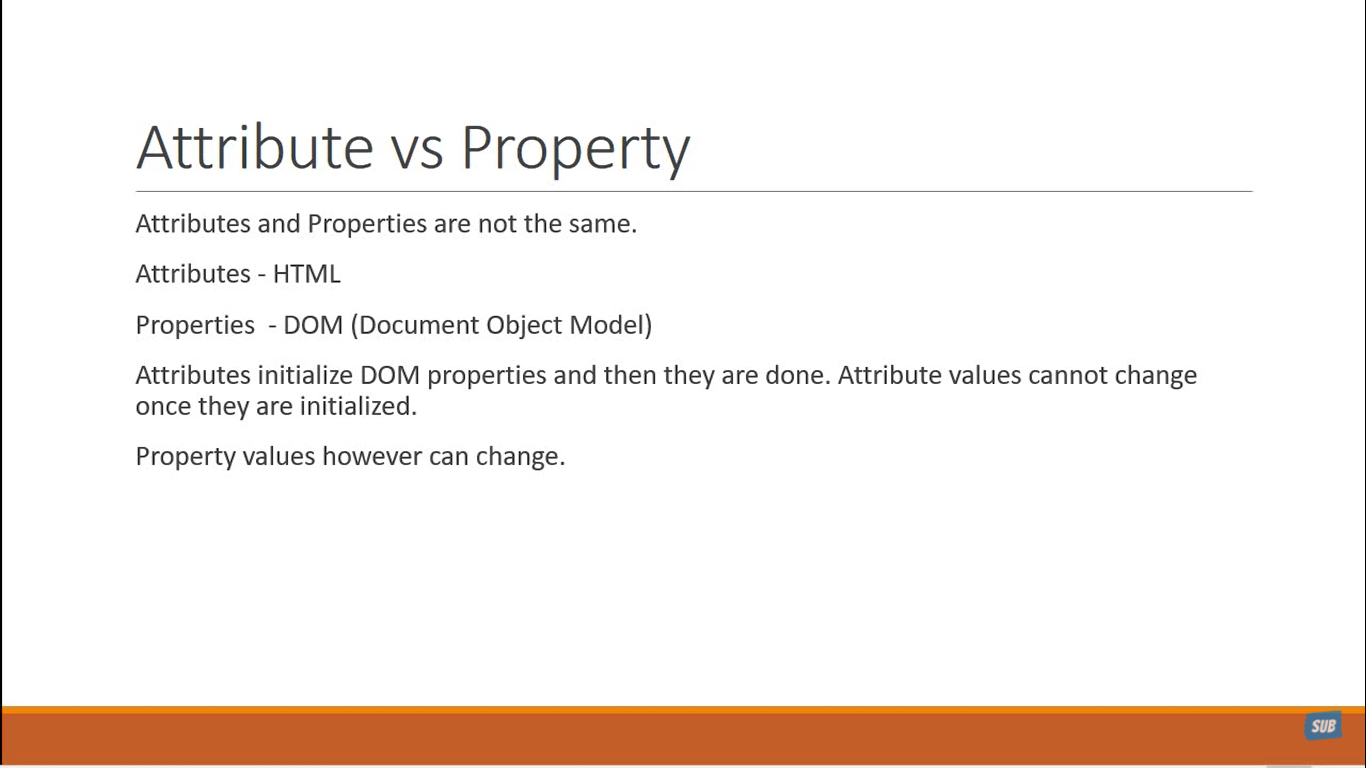 Attribute vs Property
Attributes and Properties are not the same.
Attributes - HTML
Properties  - DOM (Document Object Model)
Attributes initialize DOM properties and then they are done. Attribute values cannot change
once they are initialized.
Property values however can change.
SUB